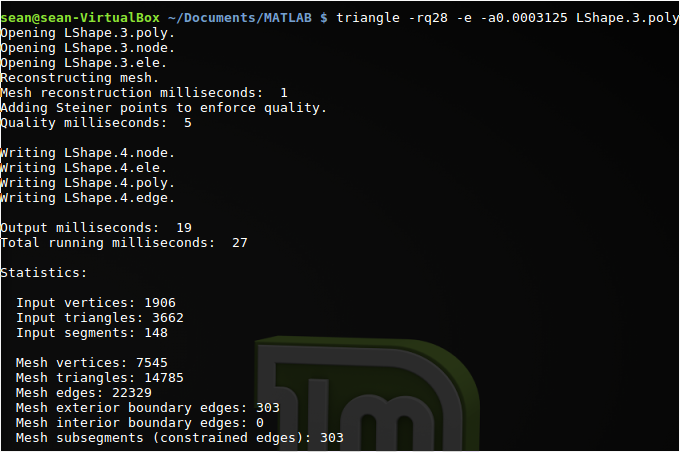 sean@sean-VirtualBox ~/Documents/MATLAB $ triangle -rq28 -e -a0.0003125 LShape.3.poly
Opening LShape.3.poly.
Opening LShape.3.node.
Opening LShape.3.ele.
Reconstructing mesh.
Mesh reconstruction milliseconds:  1
Adding Steiner points to enforce quality.
Quality milliseconds:  5
Writing LShape.4.node.
Writing LShape.4.ele.
Writing LShape.4.poly.
Writing LShape.4.edge.
Output milliseconds:  19
Total running milliseconds:  27
Statistics:
Input vertices: 1906
Input triangles: 3662
Input segments: 148
Mesh vertices: 7545
Mesh triangles: 14785
Mesh edges: 22329
Mesh exterior boundary edges: 303
Mesh interior boundary edges: 0
Mesh subsegments (constrained edges): 303